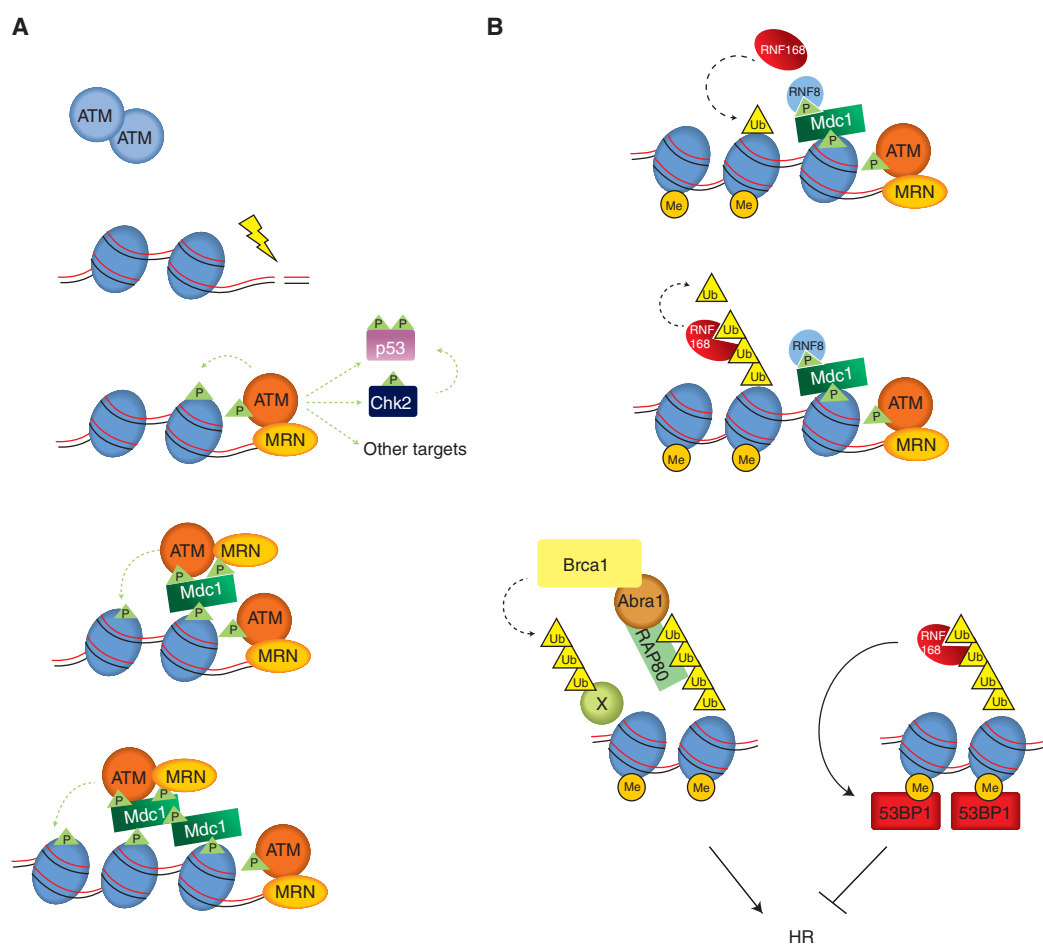 A
ATM
ATM
P
P
p53
P
Chk2
P
P
ATM
MRN
Other targets
ATM
MRN
P
P
Mdc1
P
P
P
ATM
MRN
ATM
MRN
P
P
Mdc1
P
Mdc1
P
P
P
P
ATM
MRN
B
RNF168
RNF8
P
Mdc1
Ub
P
P
ATM
MRN
Me
Me
Ub
RNF
168
Ub
Ub
Ub
RNF8
P
Mdc1
P
P
ATM
MRN
Me
Me
Brca1
Abra1
RAP80
Ub
Ub
Ub
Ub
Ub
Ub
Ub
X
Me
Me
RNF
168
Ub
Ub
Ub
Ub
Me
Me
53BP1
53BP1
HR